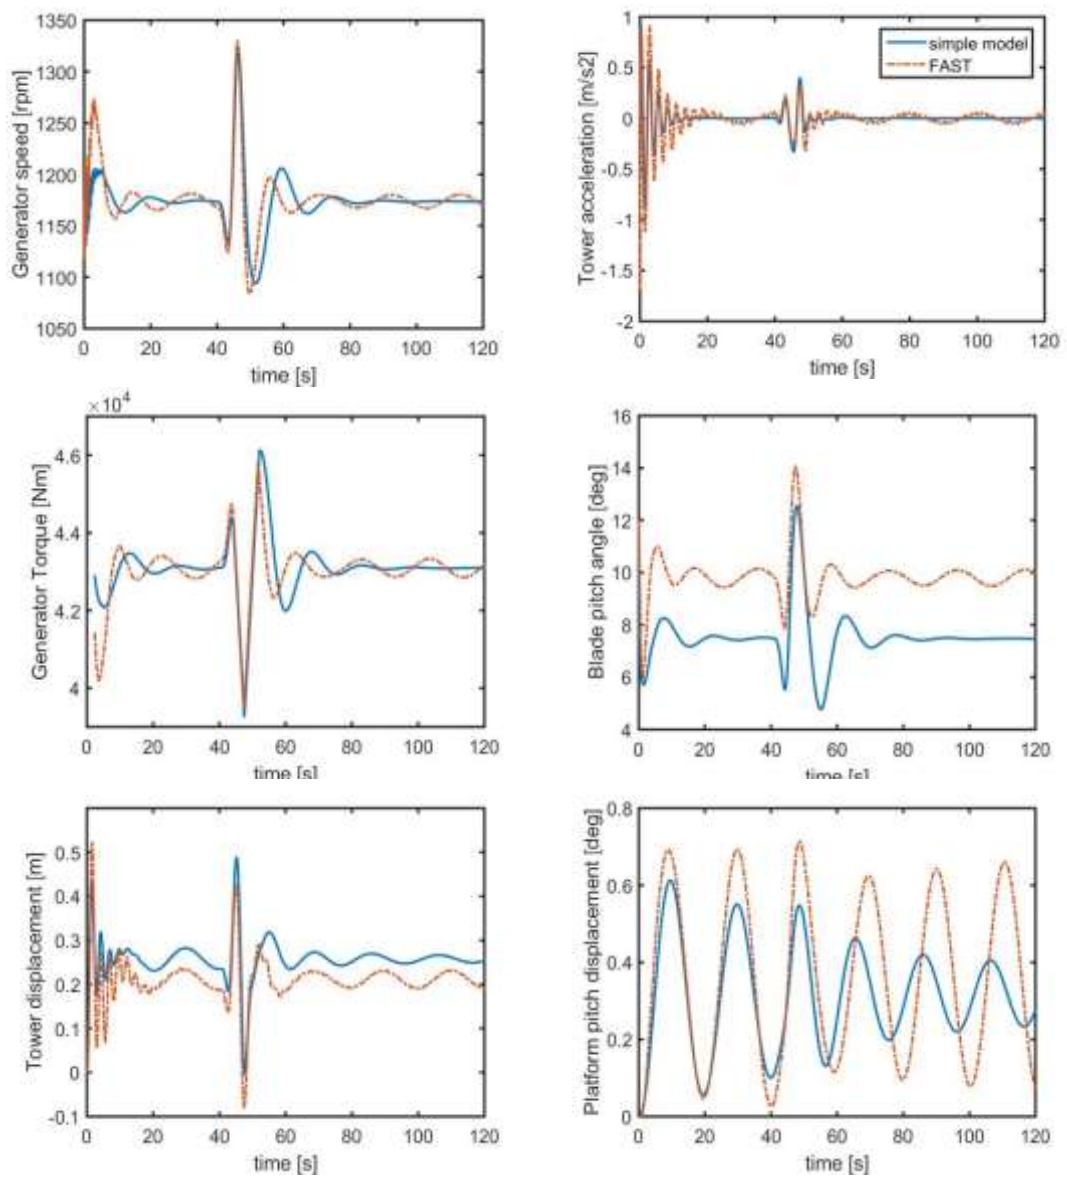 1350
1300
1250
1200
1150
1100
1050
Generator speed [rpm]
0 20 40 60 80 100 120
time [s]
1
0.5
0
-0.5
-1
-1.5
-2
Tower acceleration [m/s2]
simple model
FAST
0 20 40 60 80 100 120
time [s]
×10⁴
4.6
4.4
4.2
4
Generator Torque [Nm]
0 20 40 60 80 100 120
time [s]
16
14
12
10
8
6
4
Blade pitch angle [deg]
0 20 40 60 80 100 120
time [s]
0.5
0.4
0.3
0.2
0.1
0
-0.1
Tower displacement [m]
0 20 40 60 80 100 120
time [s]
0.8
0.6
0.4
0.2
0
Platform pitch displacement [deg]
0 20 40 60 80 100 120
time [s]